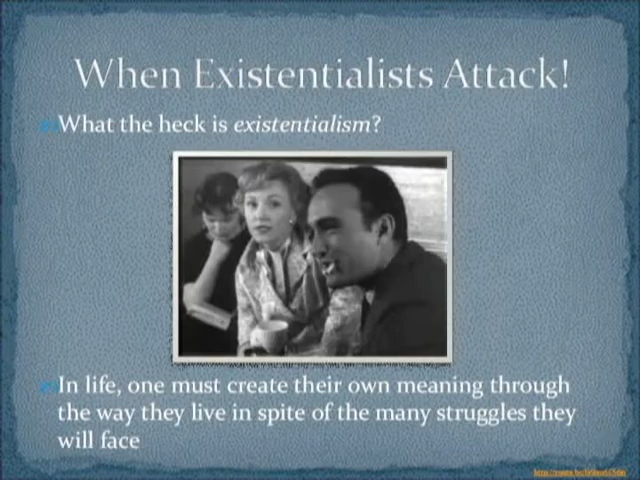 When Existentialists Attack!
What the heck is existentialism?
In life, one must create their own meaning through
the way they live in spite of the many struggles they
will face